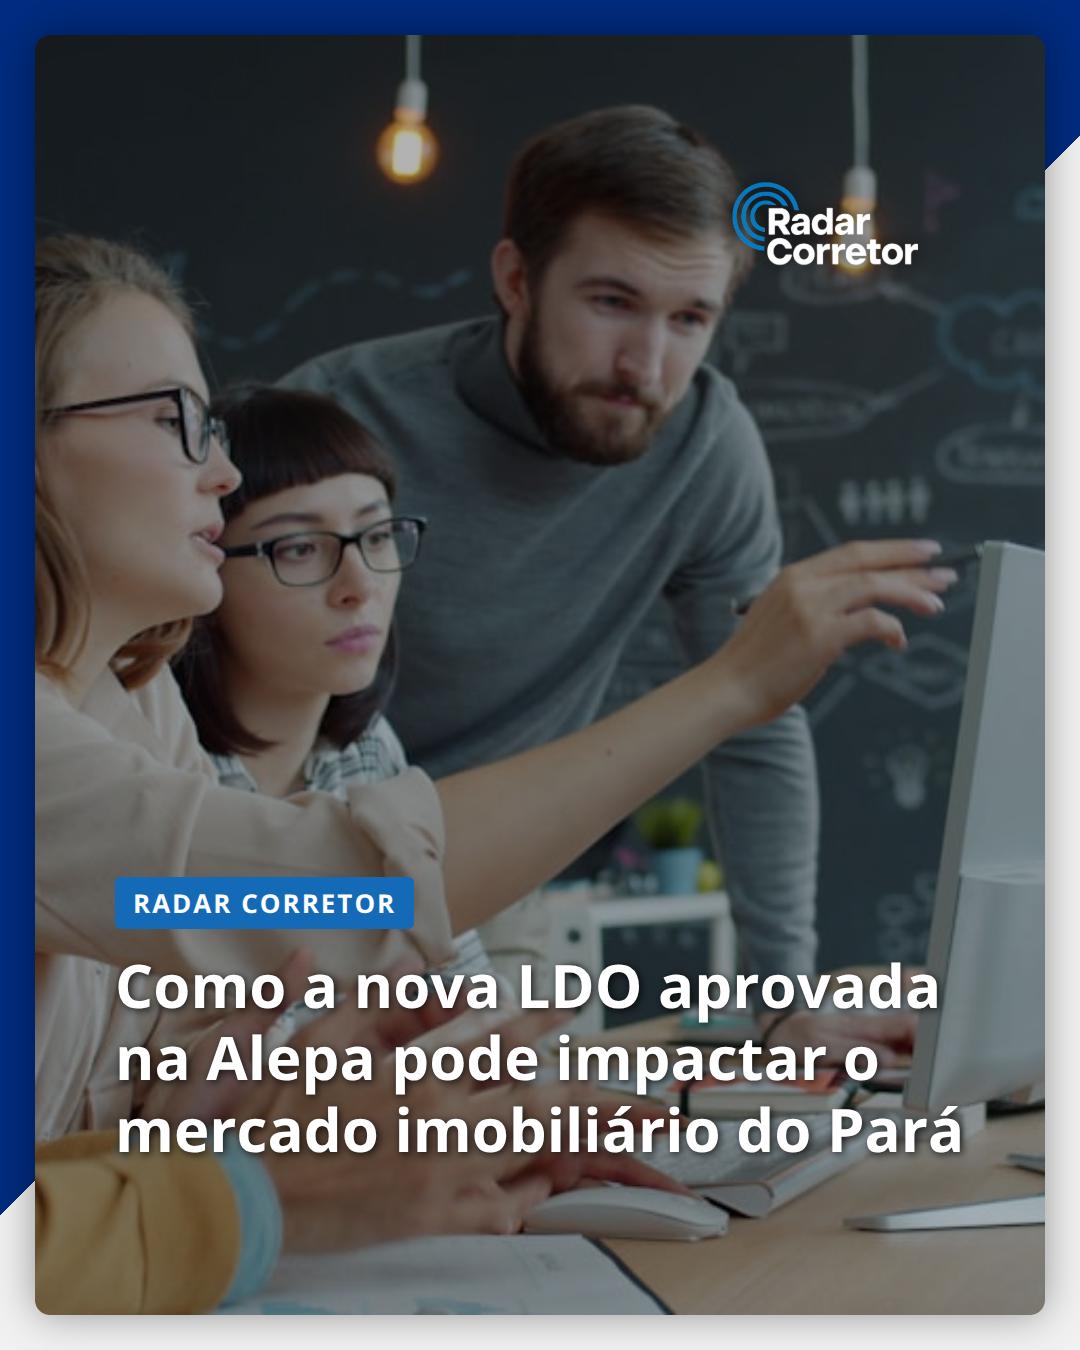 Radar
Corretor
RADAR CORRETOR
Como a nova LDO aprovada
na Alepa pode impactar o
mercado imobiliário do Pará